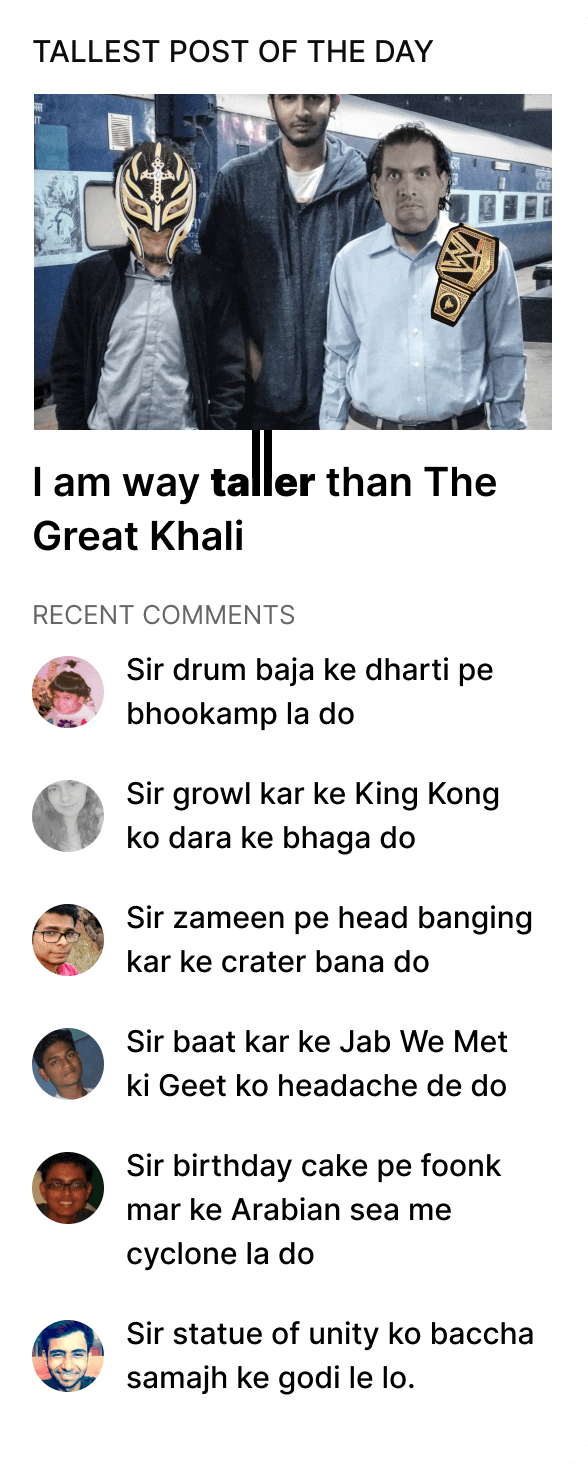 TALLEST POST OF THE DAY
I am way taller than The
Great Khali
RECENT COMMENTS
Sir drum baja ke dharti pe
bhookamp la do
Sir growl kar ke King Kong
ko dara ke bhaga do
Sir zameen pe head banging
kar ke crater bana do
Sir baat kar ke Jab We Met
ki Geet ko headache de do
Sir birthday cake pe foonk
mar ke Arabian sea me
cyclone la do
Sir statue of unity ko baccha
samajh ke godi le lo.